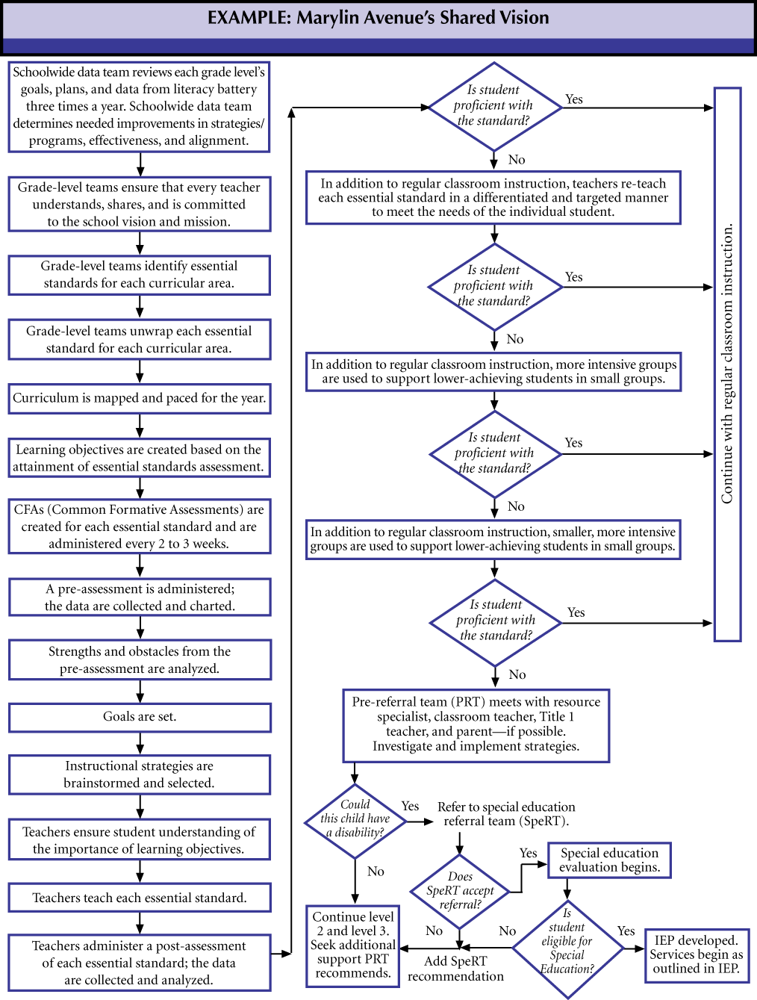 EXAMPLE: Marylin Avenue's Shared Vision
Schoolwide data team reviews each grade level's
goals, plans, and data from literacy battery
three times a year. Schoolwide data team
determines needed improvements in strategies/
programs, effectiveness, and alignment.
Grade-level teams ensure that every teacher
understands, shares, and is committed
to the school vision and mission.
Grade-level teams identify essential
standards for each curricular area.
Grade-level teams unwrap each essential
standard for each curricular area.
Curriculum is mapped and paced for the year.
Learning objectives are created based on the
attainment of essential standards assessment.
CFAs (Common Formative Assessments) are
created for each essential standard and are
administered every 2 to 3 weeks.
A pre-assessment is administered;
the data are collected and charted.
Strengths and obstacles from the
pre-assessment are analyzed.
Goals are set.
Instructional strategies are
brainstormed and selected.
Teachers ensure student understanding of
the importance of learning objectives.
Teachers teach each essential standard.
Teachers administer a post-assessment
of each essential standard; the data
are collected and analyzed.
Is student
proficient with
the standard?
Yes
No
In addition to regular classroom instruction, teachers re-teach
each essential standard in a differentiated and targeted manner
to meet the needs of the individual student.
Is student
proficient with
the standard?
Yes
No
In addition to regular classroom instruction, more intensive groups
are used to support lower-achieving students in small groups.
Is student
proficient with
the standard?
Yes
No
In addition to regular classroom instruction, smaller, more intensive
groups are used to support lower-achieving students in small groups.
Is student
proficient with
the standard?
Yes
No
Continue with regular classroom instruction.
Pre-referral team (PRT) meets with resource
specialist, classroom teacher, Title 1
teacher, and parent—if possible.
Investigate and implement strategies.
Could
this child have
a disability?
Yes
No
Refer to special education
referral team (SpeRT).
Does
SpeRT accept
referral?
Yes
No
Special education
evaluation begins.
Is
student
eligible for
Special
Education?
No
Yes
IEP developed.
Services begin as
outlined in IEP.
Add SpeRT
recommendation
Continue level
2 and level 3.
Seek additional
support PRT
recommends.